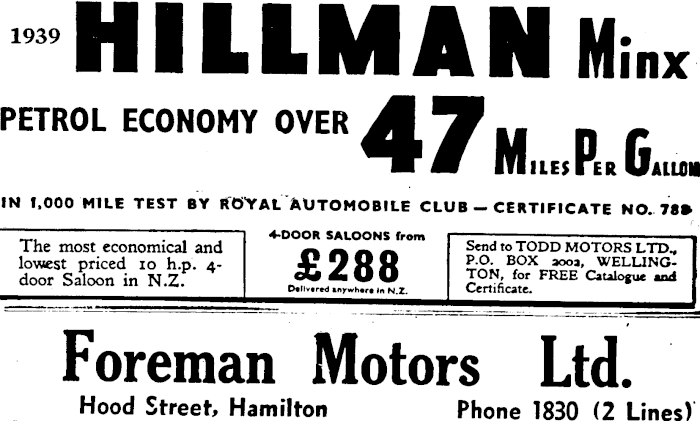 1939 HILLMAN Minx
PETROL ECONOMY OVER 47 MILES PER GALLON
IN 1,000 MILE TEST BY ROYAL AUTOMOBILE CLUB — CERTIFICATE NO. 788
The most economical and
lowest priced 10 h.p. 4-
door Saloon in N.Z.
4-DOOR SALOONS from
£288
Delivered anywhere in N.Z.
Send to TODD MOTORS LTD.,
P.O. BOX 2002, WELLING-
TON, for FREE Catalogue and
Certificate.
Foreman Motors Ltd.
Hood Street, Hamilton Phone 1830 (2 Lines)